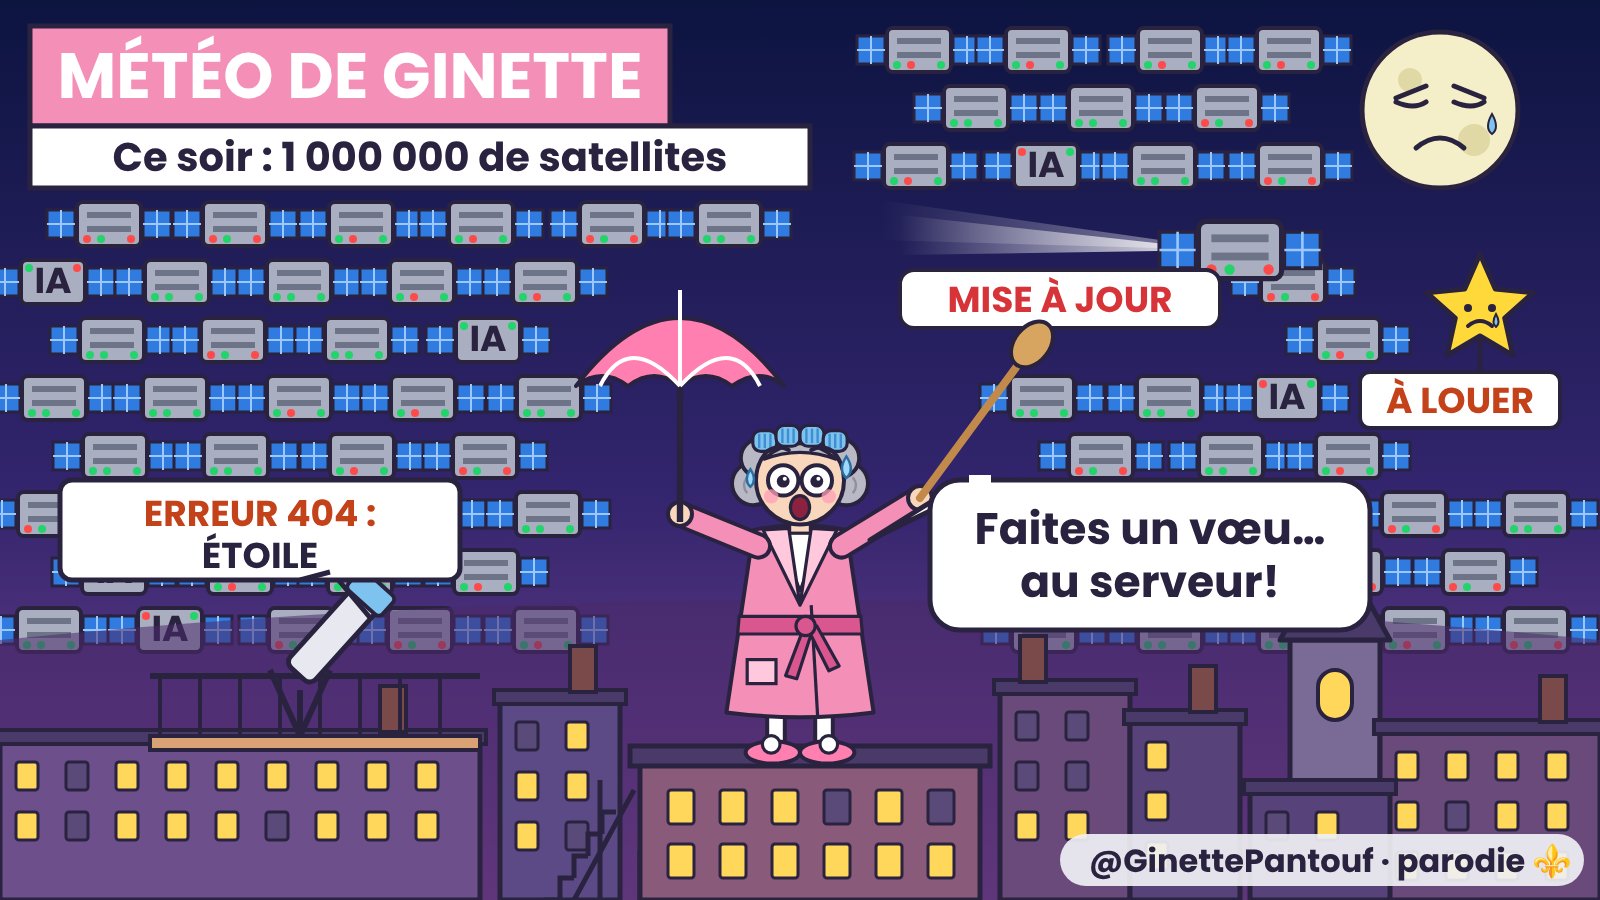 MÉTÉO DE GINETTE
Ce soir : 1 000 000 de satellites
IA
MISE À JOUR
IA
IA
IA
À LOUER
ERREUR 404 :
ÉTOILE
Faites un vœu...
au serveur!
IA
@GinettePantouf · parodie ⚜️